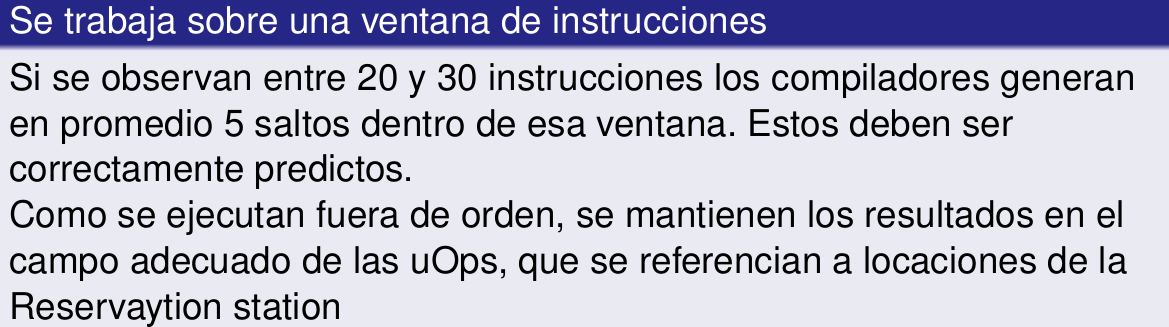 Se trabaja sobre una ventana de instrucciones
Si se observan entre 20 y 30 instrucciones los compiladores generan
en promedio 5 saltos dentro de esa ventana. Estos deben ser
correctamente predictos.
Como se ejecutan fuera de orden, se mantienen los resultados en el
campo adecuado de las uOps, que se referencian a locaciones de la
Reservaytion station